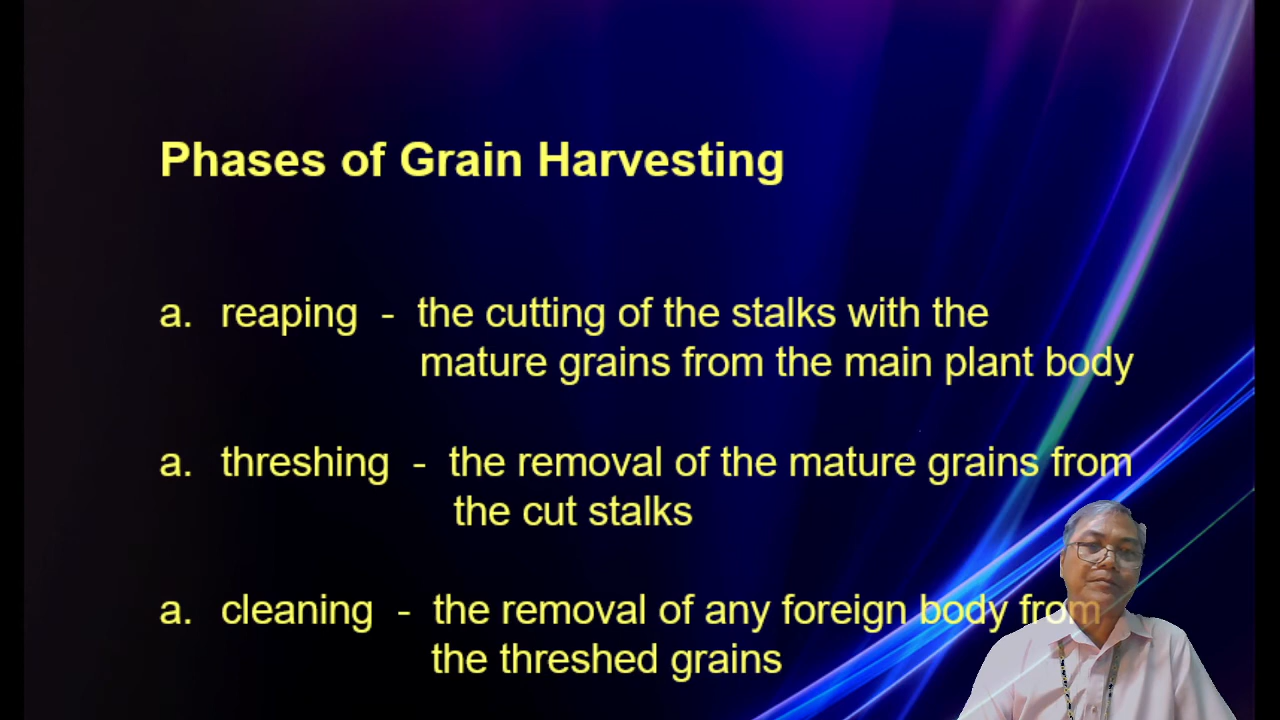 Phases of Grain Harvesting
a. reaping - the cutting of the stalks with the
mature grains from the main plant body
a. threshing - the removal of the mature grains from
the cut stalks
a. cleaning - the removal of any foreign body from
the threshed grains